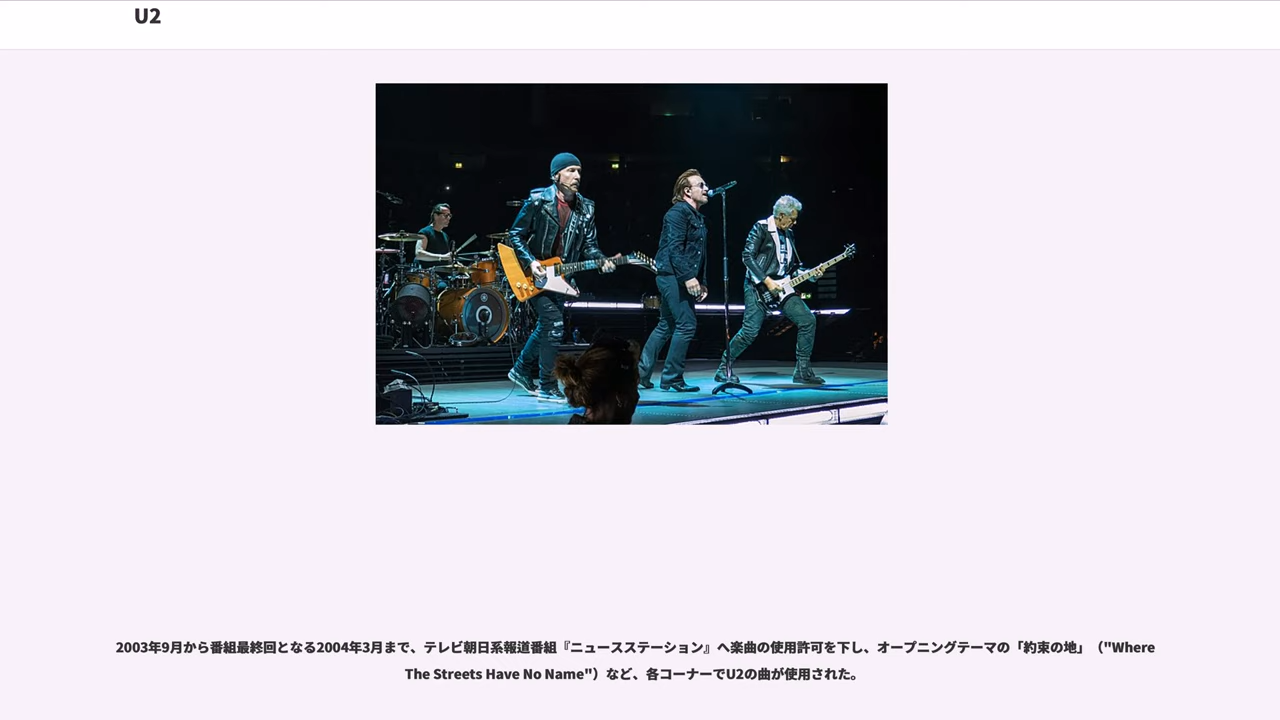 U2
2003年9月から番組最終回となる2004年3月まで、テレビ朝日系報道番組『ニュースステーション』へ楽曲の使用許可を下し、オープニングテーマの「約束の地」（"Where
The Streets Have No Name"）など、各コーナーでU2の曲が使用された。